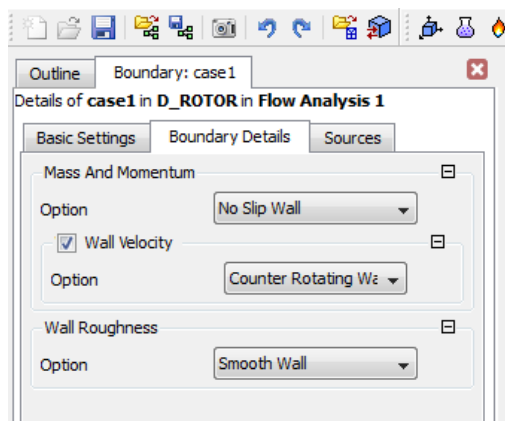 Outline Boundary: case1
Details of case1 in D_ROTOR in Flow Analysis 1
Basic Settings Boundary Details Sources
Mass And Momentum
Option No Slip Wall
Wall Velocity
Option Counter Rotating Wa
Wall Roughness
Option Smooth Wall